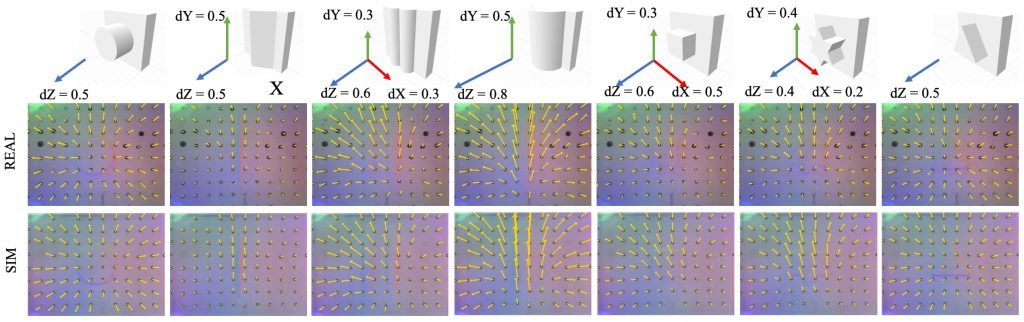 dY = 0.5 dY = 0.3 dY = 0.5 dY = 0.3 dY = 0.4
X
dZ = 0.5 dZ = 0.5 dZ = 0.6 dX = 0.3 dZ = 0.8 dZ = 0.6 dX = 0.5 dZ = 0.4 dX = 0.2 dZ = 0.5
REAL
SIM